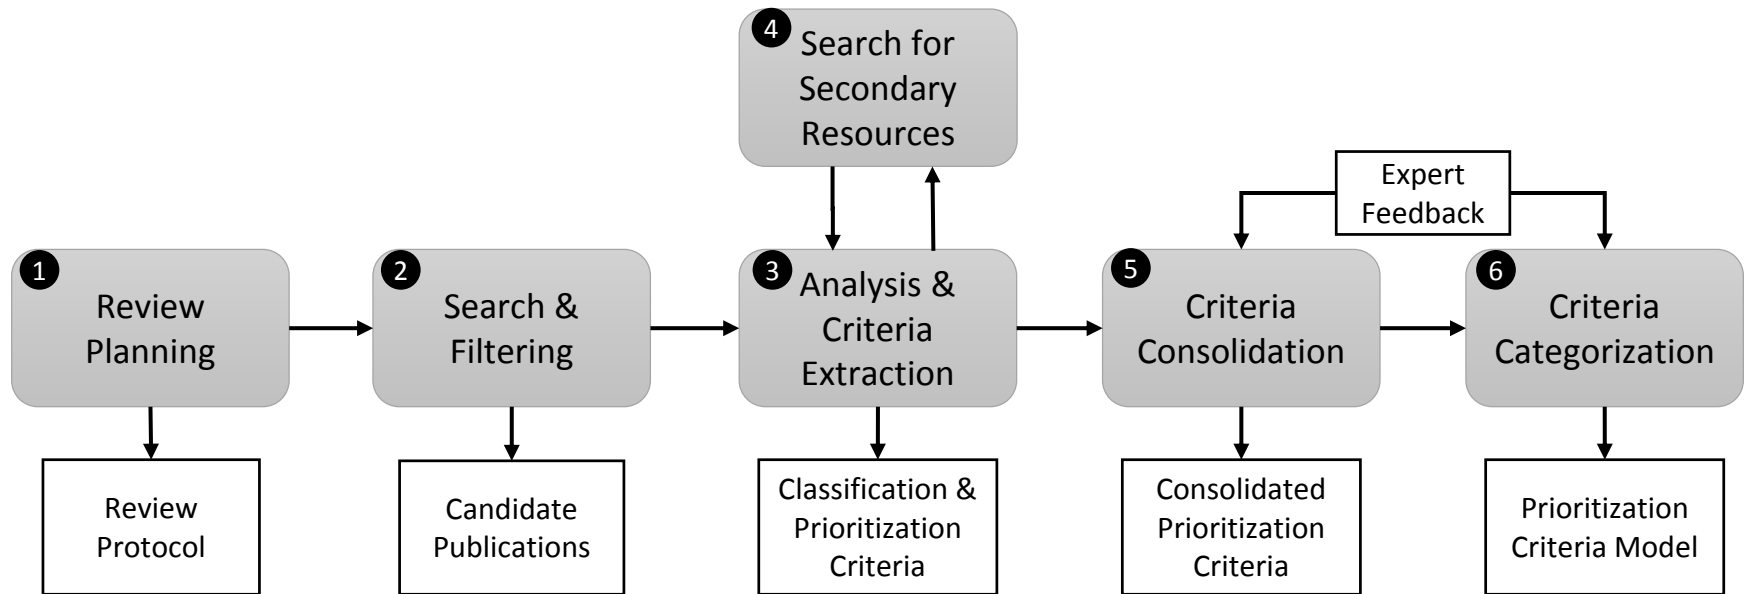 4
Search for
Secondary
Resources
Expert
Feedback
1
Review
Planning
2
Search &
Filtering
3
Analysis &
Criteria
Extraction
5
Criteria
Consolidation
6
Criteria
Categorization
Review
Protocol
Candidate
Publications
Classification &
Prioritization
Criteria
Consolidated
Prioritization
Criteria
Prioritization
Criteria Model